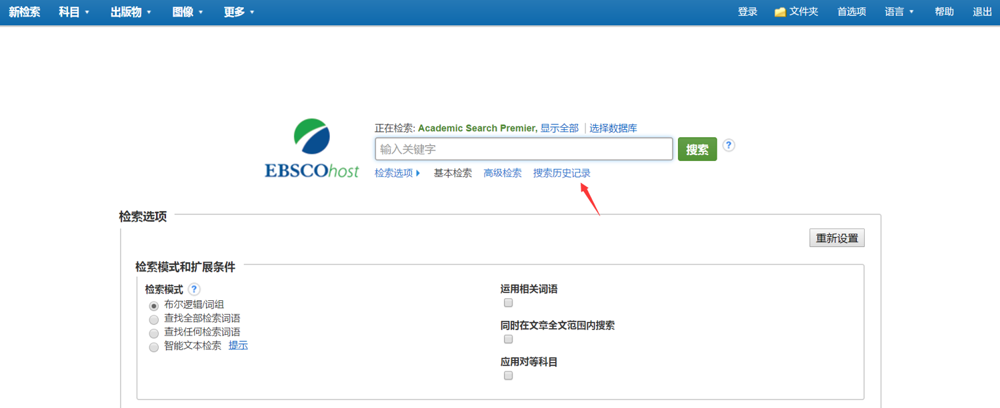 新检索 科目 出版物 图像 更多 登录 文件夹 首选项 语言 帮助 退出
正在检索: Academic Search Premier, 显示全部 | 选择数据库
输入关键字 搜索 ?
EBSCOhost
检索选项 基本检索 高级检索 搜索历史记录
检索选项
重新设置
检索模式和扩展条件
检索模式 ?
布尔逻辑/词组
查找全部检索词语
查找任何检索词语
智能文本检索 提示
运用相关词语
同时在文章全文范围内搜索
应用对等科目